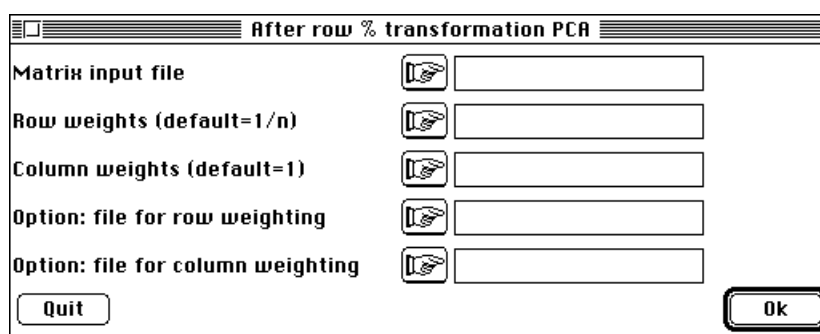 After row % transformation PCA
Matrix input file
Row weights (default=1/n)
Column weights (default=1)
Option: file for row weighting
Option: file for column weighting
Quit
Ok